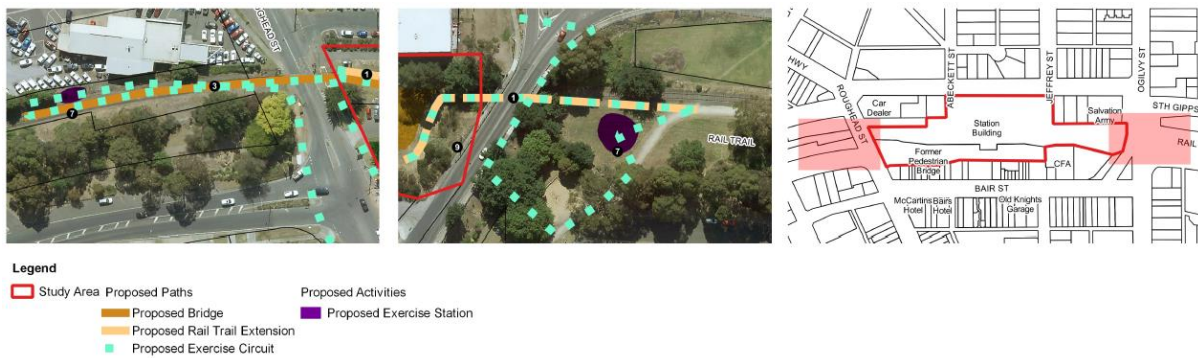 ROUGHEAD ST
1
3
7
1
9
7
RAIL TRAIL
HWY
ROUGHEAD ST
Car
Dealer
ABECKETT ST
JEFFREY ST
OGILVY ST
STH GIPPS
Salvation
Army
Station
Building
RAIL
Former
Pedestrian
Bridge
CFA
BAIR ST
McCartins
Hotel
Bairs
Hotel
Old Knights
Garage
Legend
Study Area Proposed Paths Proposed Activities
Proposed Bridge Proposed Exercise Station
Proposed Rail Trail Extension
Proposed Exercise Circuit